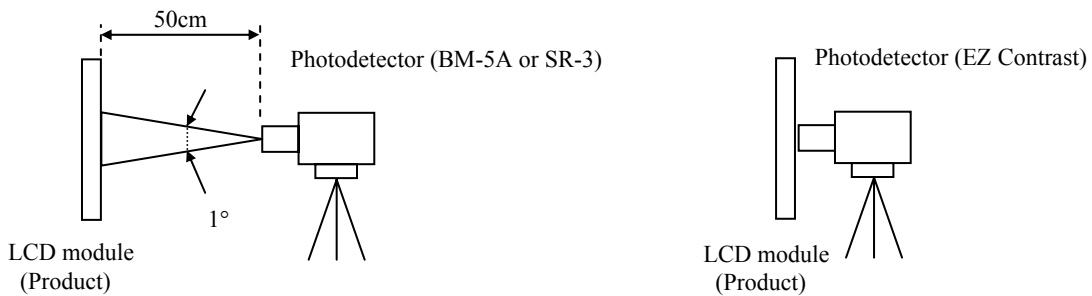 50cm
Photodetector (BM-5A or SR-3)
1°
LCD module
(Product)
Photodetector (EZ Contrast)
LCD module
(Product)